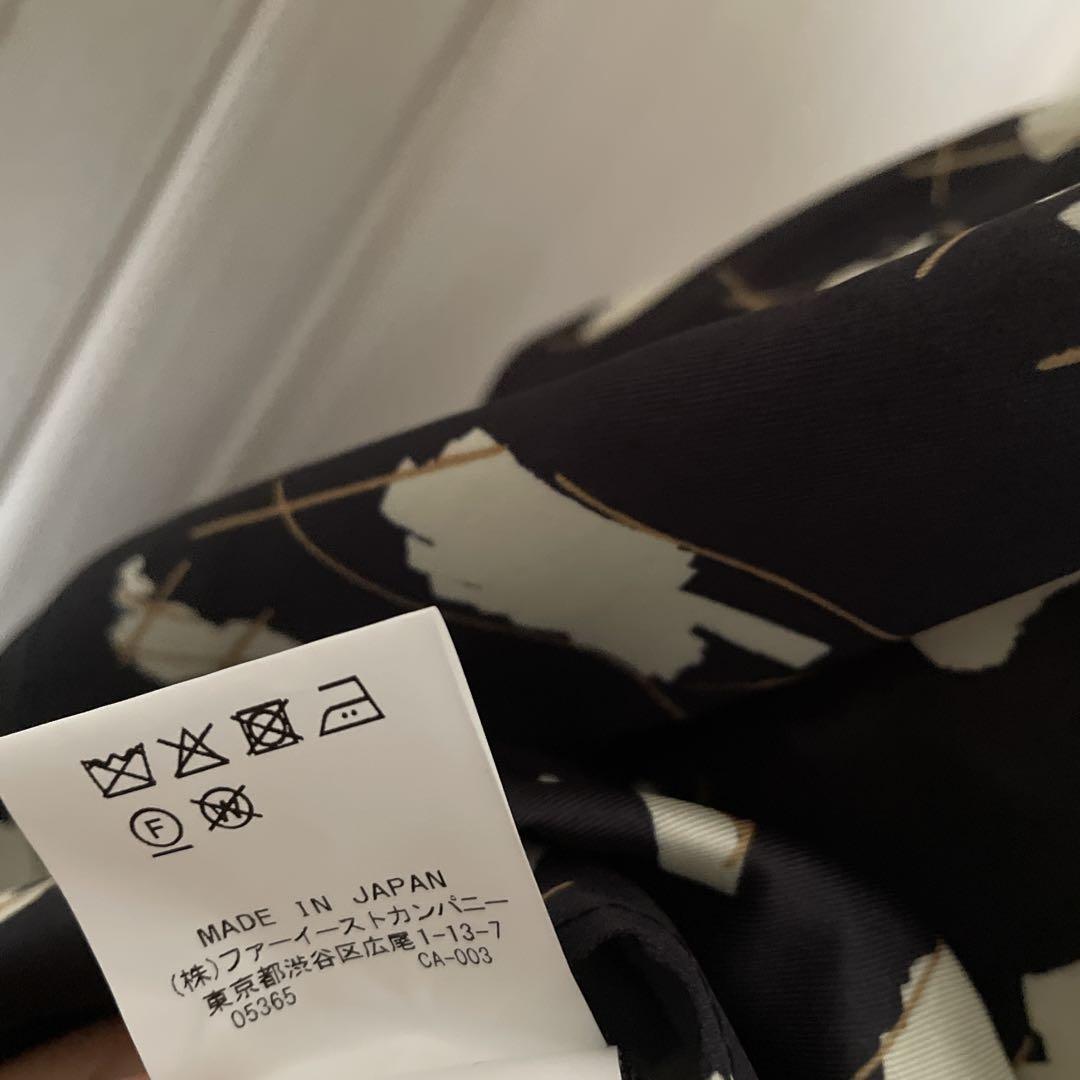 F
W
MADE IN JAPAN
(株)ファーイーストカンパニー
東京都渋谷区広尾1-13-7
CA-003
05365